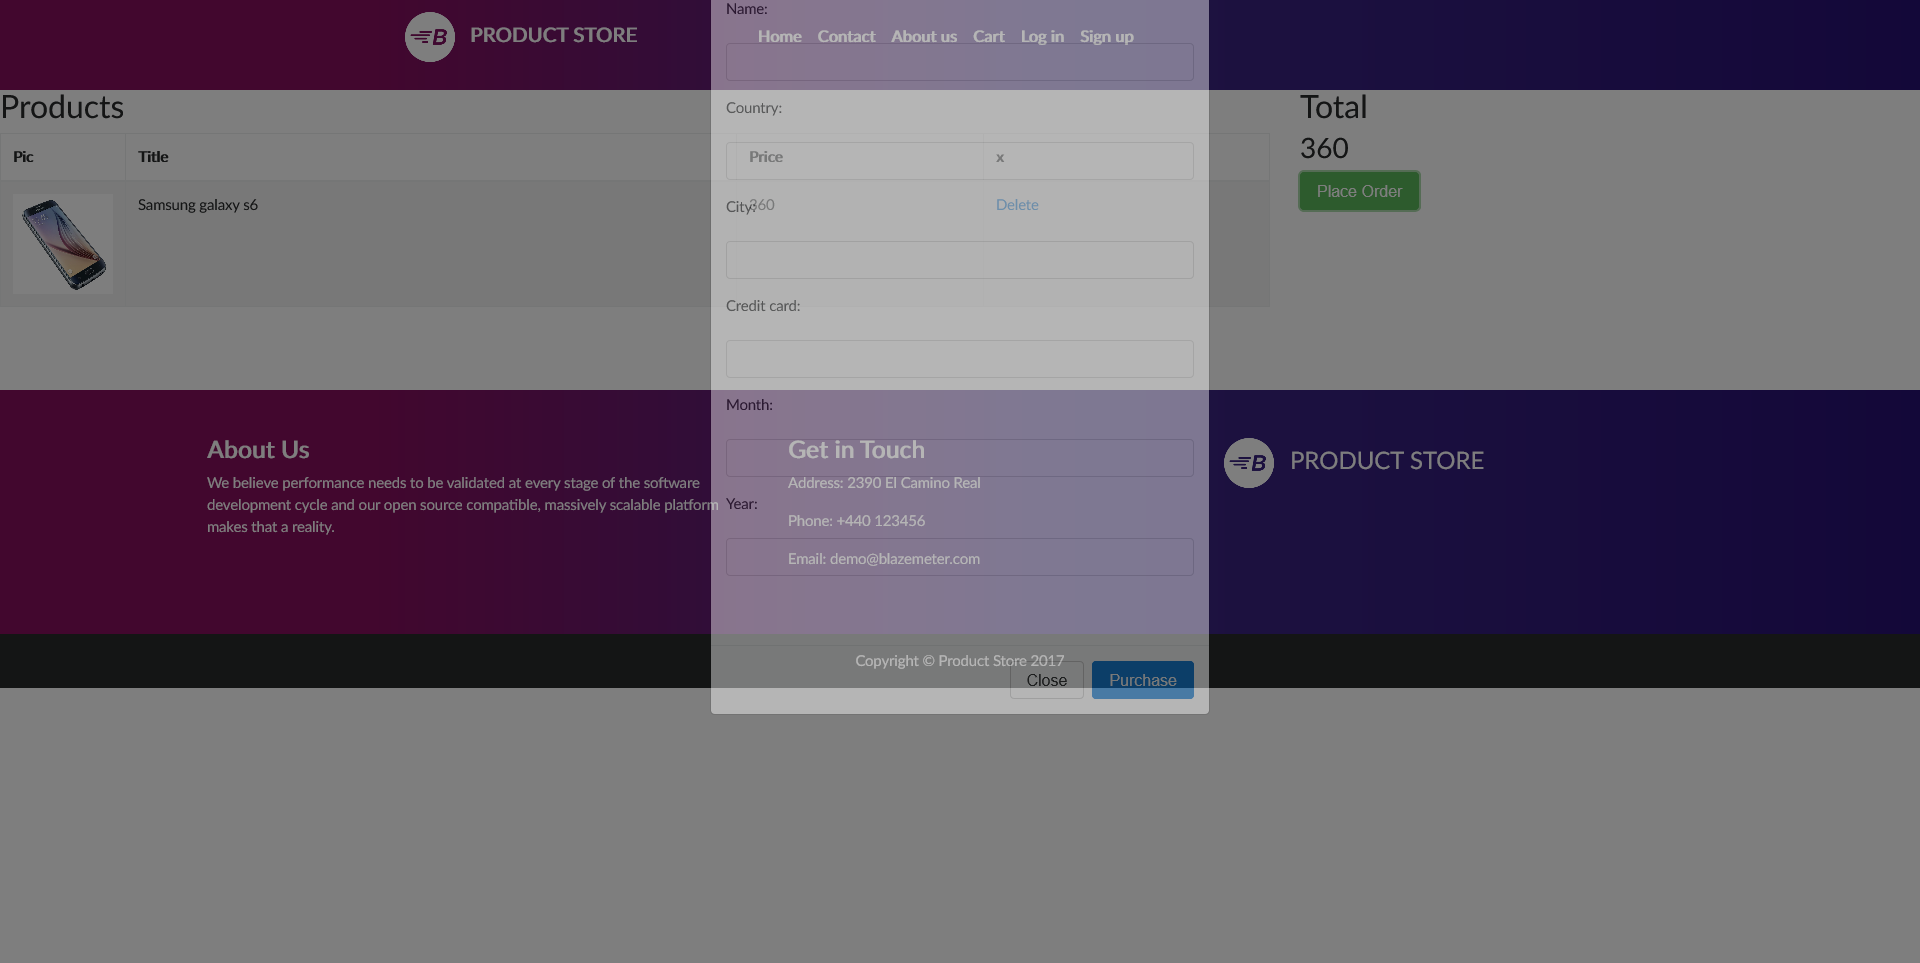 Name:
PRODUCT STORE
Home Contact About us Cart Log in Sign up
Products
Total
Country:
360
Pic Title Price x
Place Order
Samsung galaxy s6 360 Delete
City:
Credit card:
Month:
About Us
We believe performance needs to be validated at every stage of the software
development cycle and our open source compatible, massively scalable platform
makes that a reality.
Get in Touch
Address: 2390 El Camino Real
Year:
Phone: +440 123456
Email: demo@blazemeter.com
B PRODUCT STORE
Copyright © Product Store 2017
Close Purchase